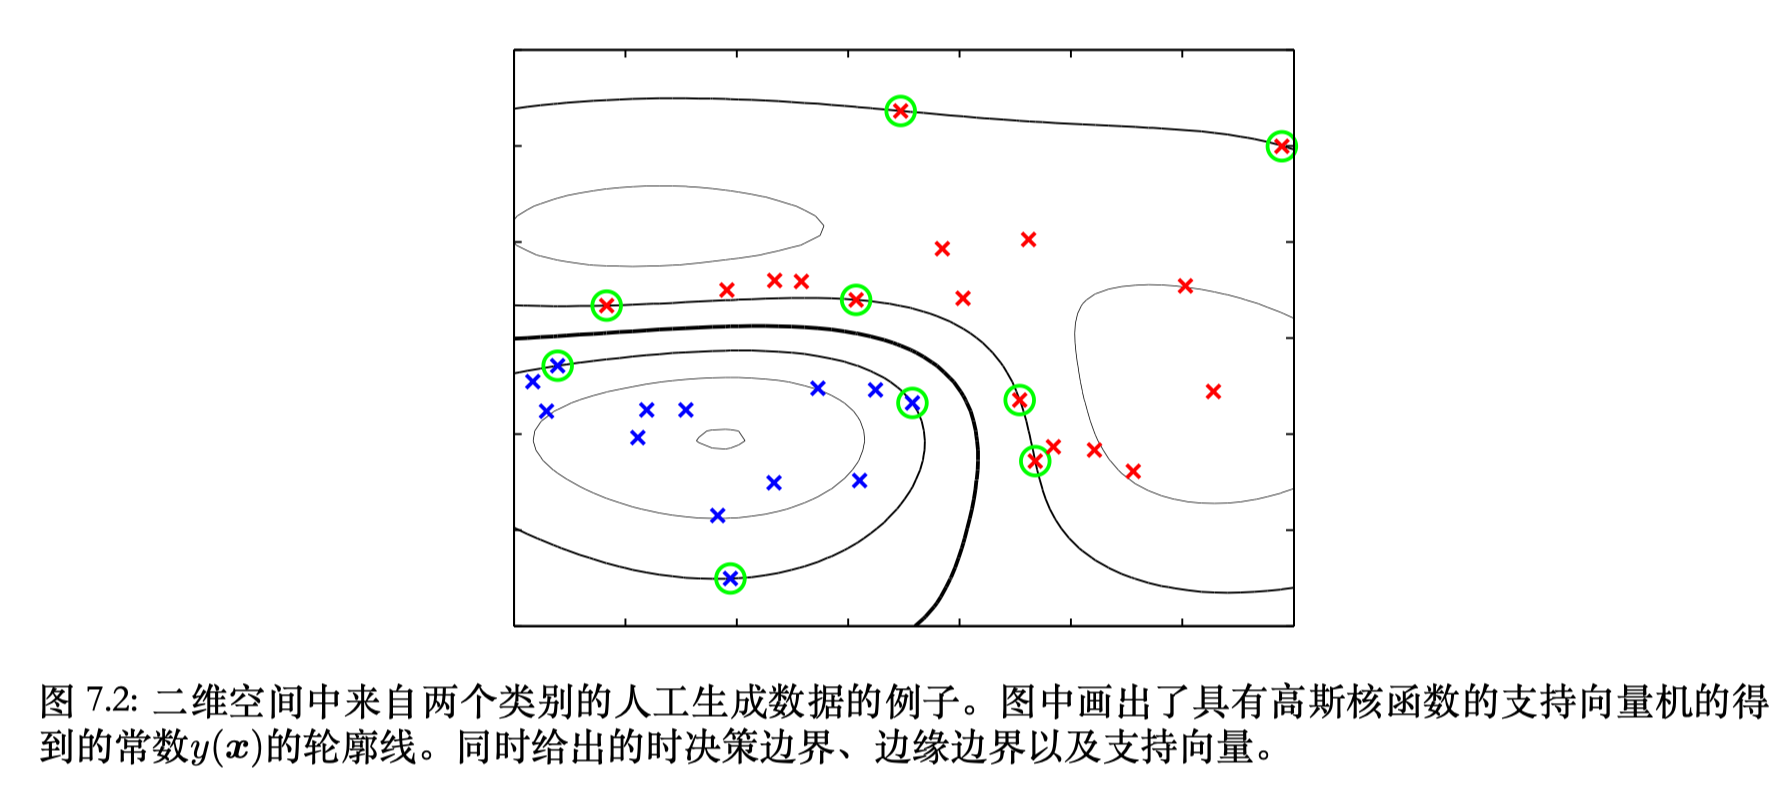 图 7.2: 二维空间中来自两个类别的人工生成数据的例子。图中画出了具有高斯核函数的支持向量机的得
到的常数y(x)的轮廓线。同时给出的时决策边界、边缘边界以及支持向量。